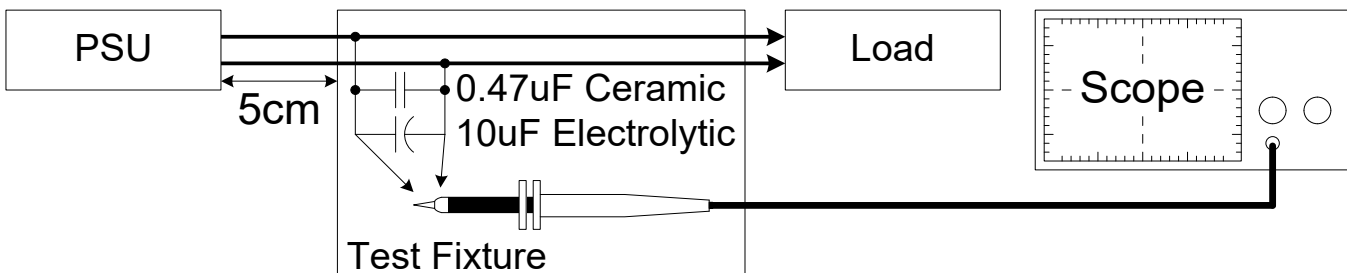 PSU
Load
Scope
5cm
0.47uF Ceramic
10uF Electrolytic
Test Fixture